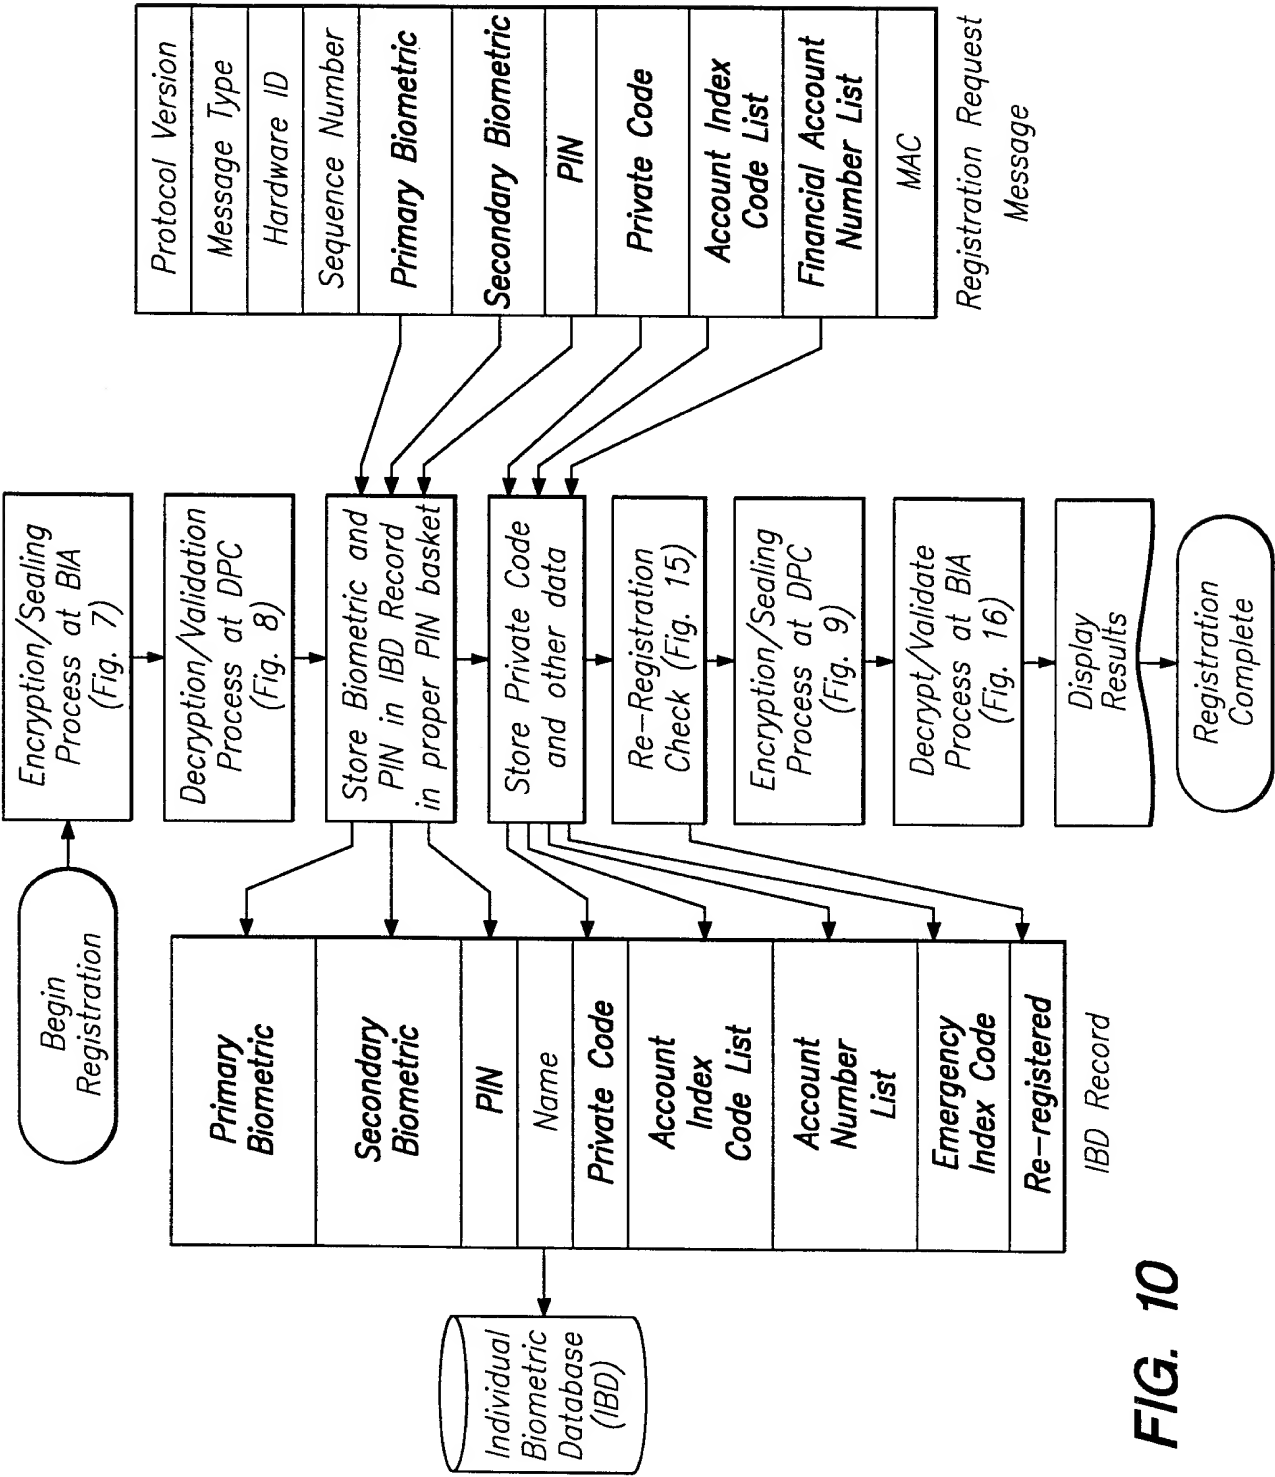 Begin
Registration
Encryption/Sealing
Process at BIA
(Fig. 7)
Decryption/Validation
Process at DPC
(Fig. 8)
Store Biometric and
PIN in IBD Record
in proper PIN basket
Store Private Code
and other data
Re-Registration
Check (Fig. 15)
Encryption/Sealing
Process at DPC
(Fig. 9)
Decrypt/Validate
Process at BIA
(Fig. 16)
Display
Results
Registration
Complete
Protocol Version
Message Type
Hardware ID
Sequence Number
Primary Biometric
Secondary Biometric
PIN
Private Code
Account Index
Code List
Financial Account
Number List
MAC
Registration Request
Message
Primary
Biometric
Secondary
Biometric
PIN
Name
Private Code
Account
Index
Code List
Account
Number
List
Emergency
Index Code
Re-registered
IBD Record
Individual
Biometric
Database
(IBD)
FIG. 10